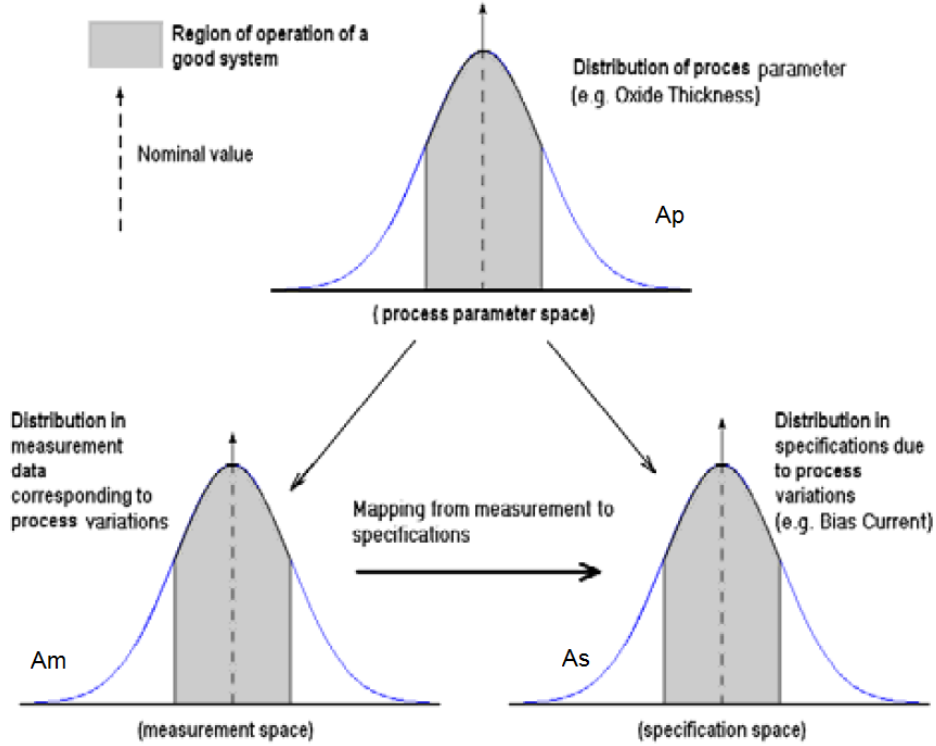 Region of operation of a
good system
Nominal value
Distribution of proces parameter
(e.g. Oxide Thickness)
Ap
( process parameter space)
Distribution in
measurement
data
corresponding to
process variations
Mapping from measurement to
specifications
Distribution in
specifications due
to process
variations
(e.g. Bias Current)
Am
As
(measurement space)
(specification space)